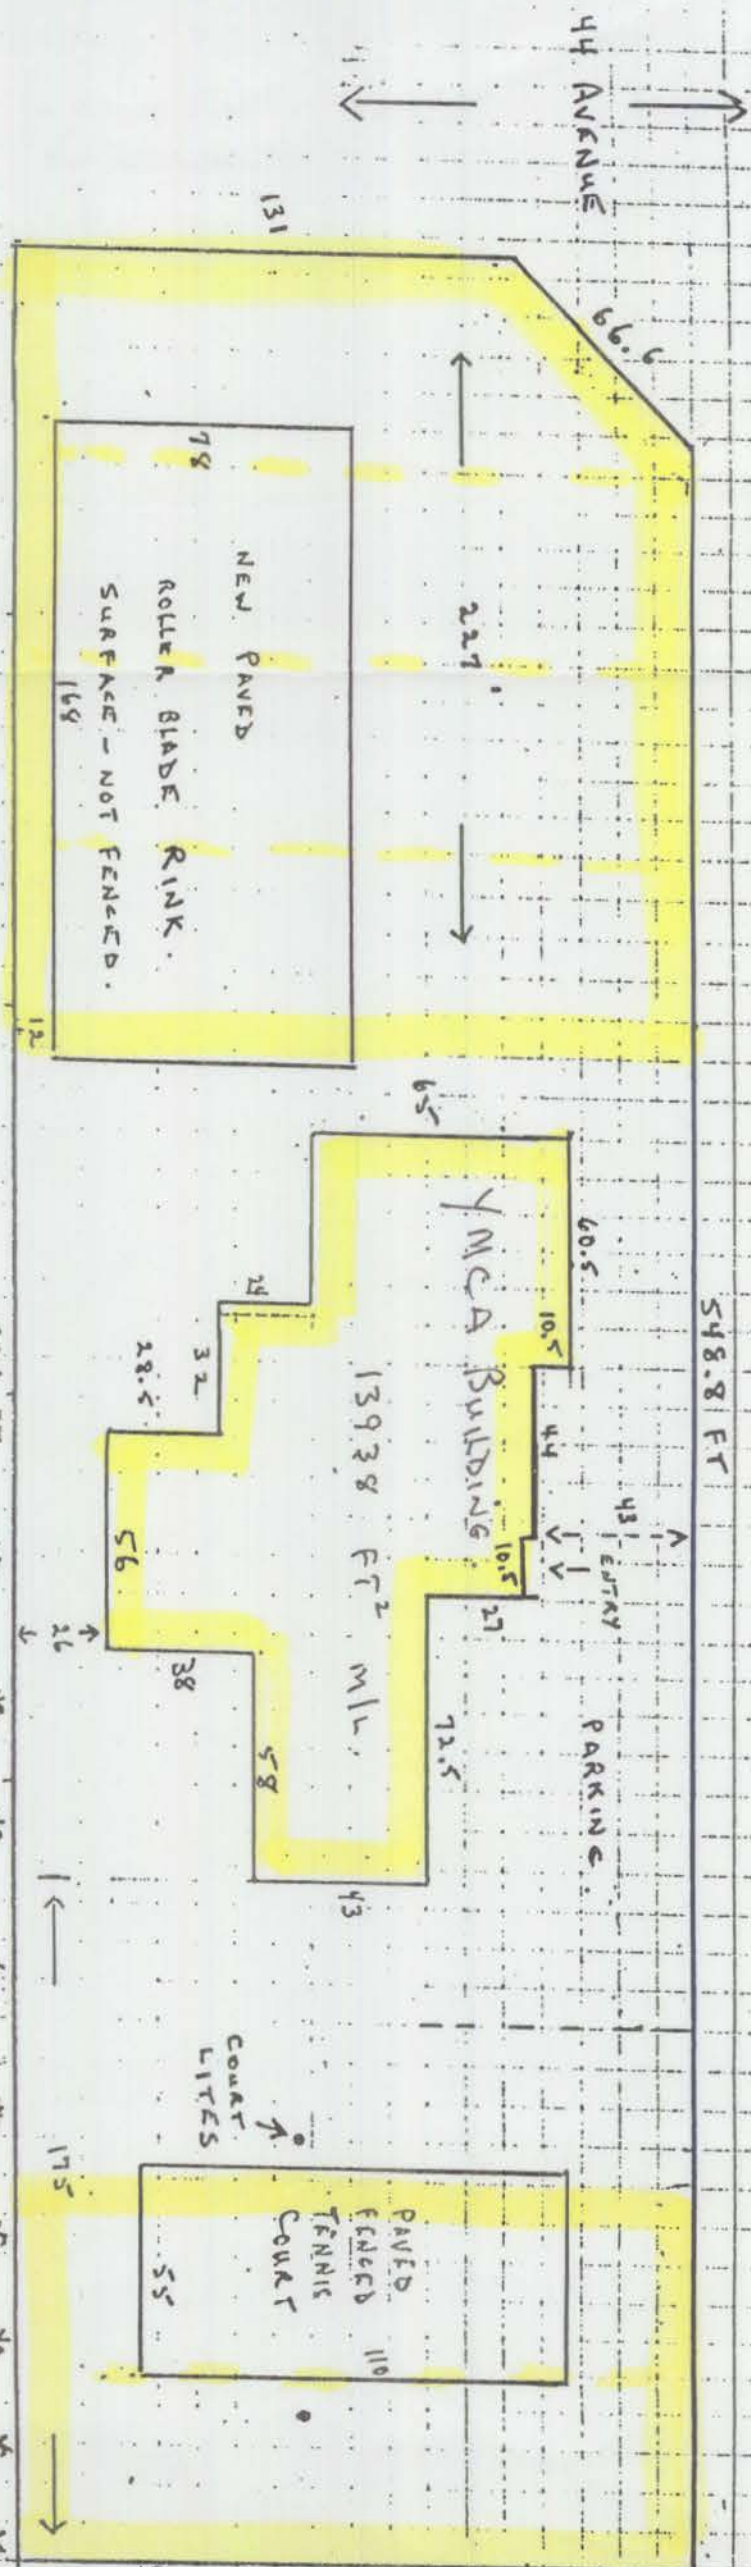 44 AVENUE
131
66.6
227
78
NEW PAVED
ROLLER BLADE RINK.
SURFACE - NOT FENCED.
168
12
548.81 FT
65
60.5
10.5
44
43
ENTRY
PARKING
10.5
27
72.5
YMCA BUILDING
13938 FT² M/L.
24
32
28.5
56
26
38
58
43
COURT
LITES
175
PAVED
FENCED
TENNIS
COURT
110
55